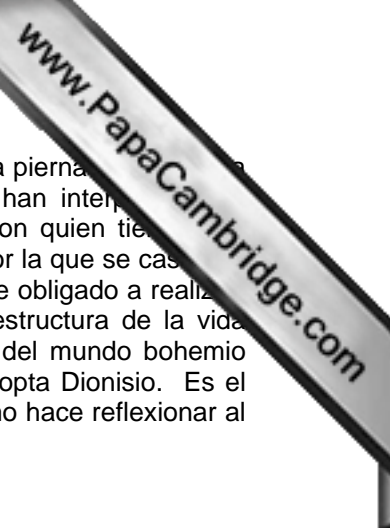 www.PapaCambridge.com
a pierna a
han inter
on quien tie
or la que se cas
e obligado a realiz
estructura de la vida
del mundo bohemio
opta Dionisio. Es el
no hace reflexionar al